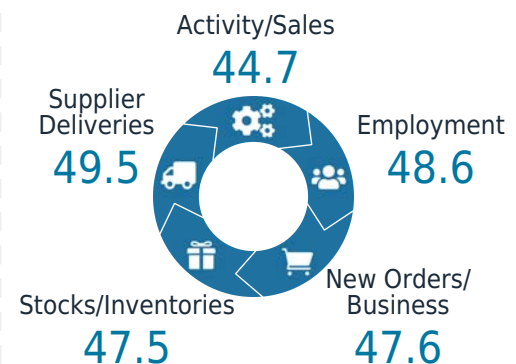 Activity/Sales
44.7
Supplier
Deliveries
49.5
Employment
48.6
Stocks/Inventories
47.5
New Orders/
Business
47.6